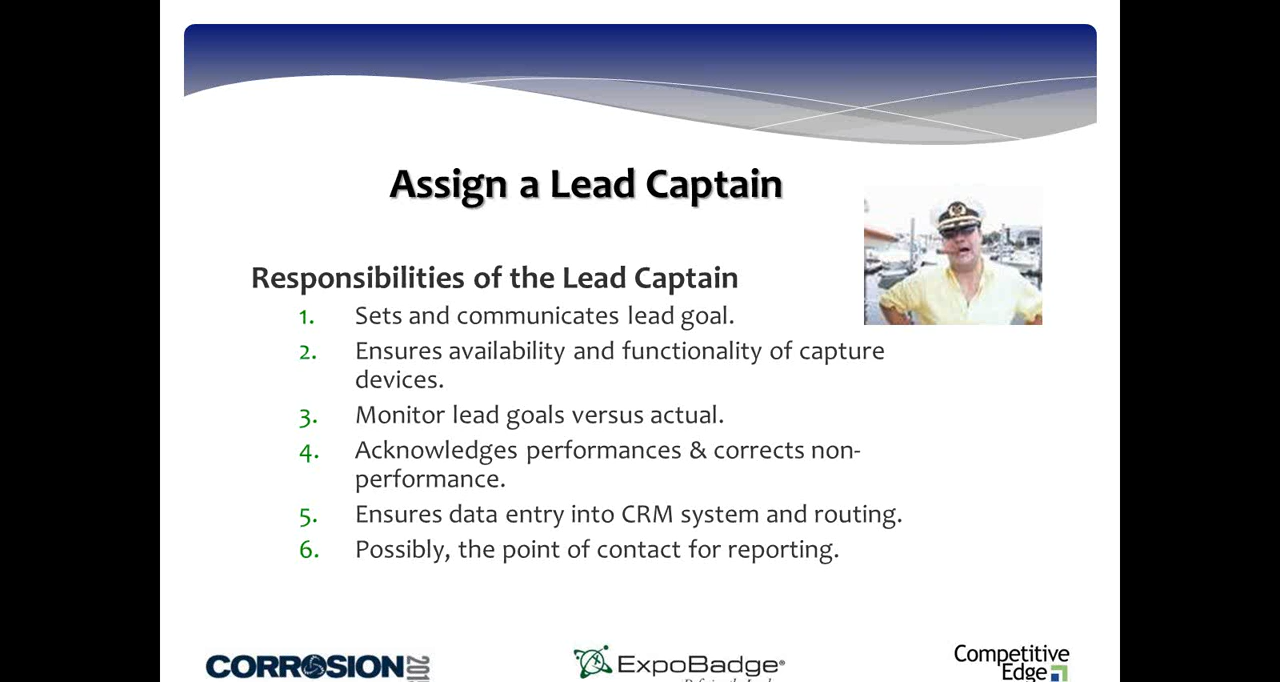 Assign a Lead Captain
Responsibilities of the Lead Captain
1. Sets and communicates lead goal.
2. Ensures availability and functionality of capture
devices.
3. Monitor lead goals versus actual.
4. Acknowledges performances & corrects non-
performance.
5. Ensures data entry into CRM system and routing.
6. Possibly, the point of contact for reporting.
CORROSION
ExpoBadge®
Competitive
Edge